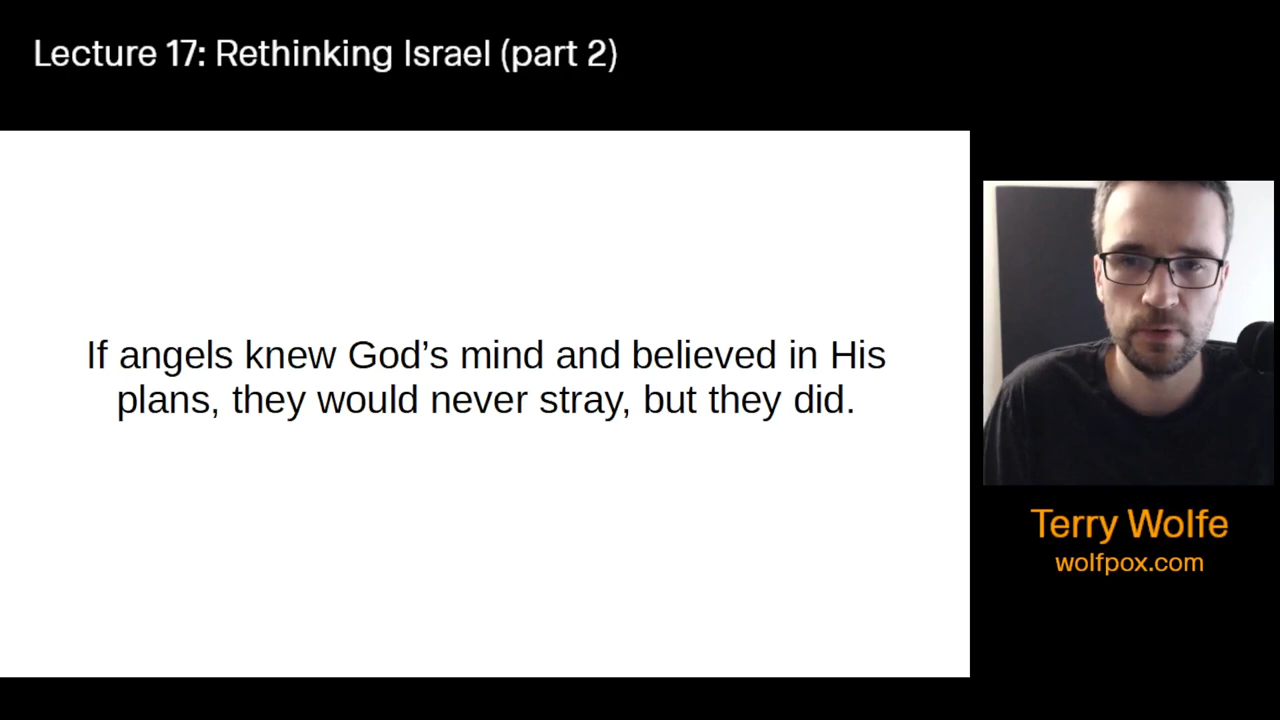 Lecture 17: Rethinking Israel (part 2)
If angels knew God’s mind and believed in His
plans, they would never stray, but they did.
Terry Wolfe
wolfpox.com